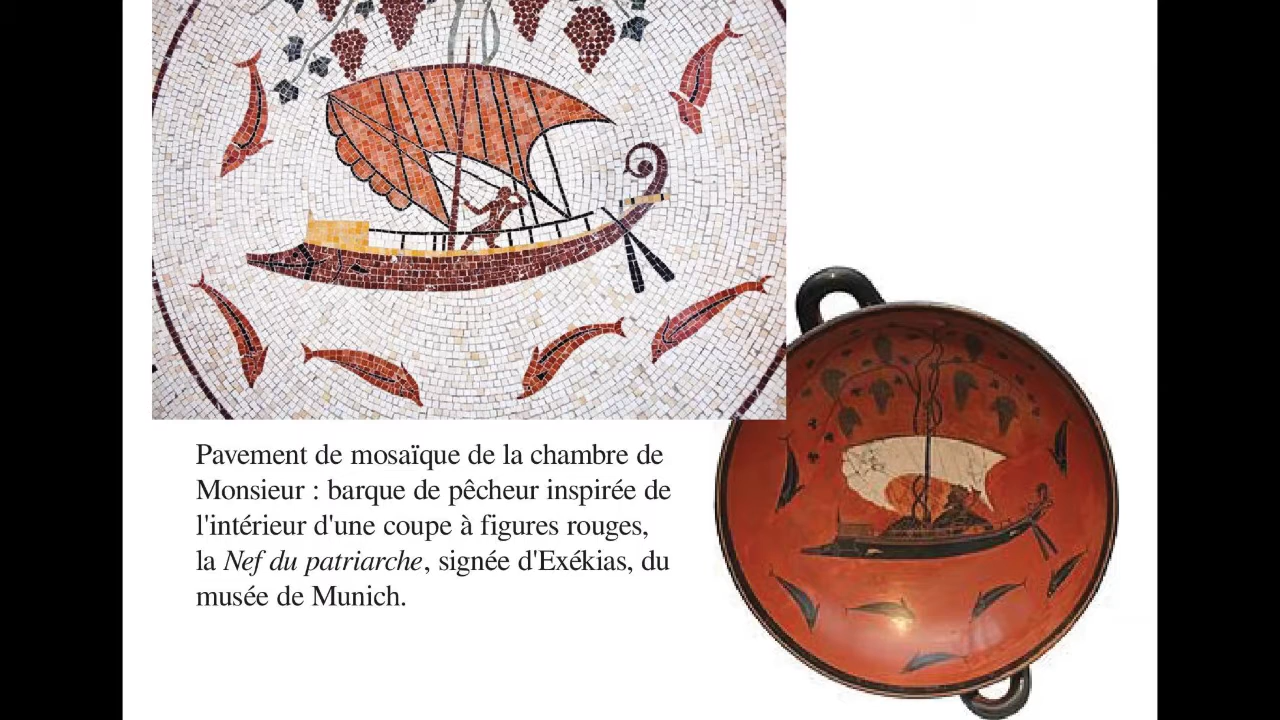 Pavement de mosaïque de la chambre de
Monsieur : barque de pêcheur inspirée de
l'intérieur d'une coupe à figures rouges,
la Nef du patriarche, signée d'Exékias, du
musée de Munich.